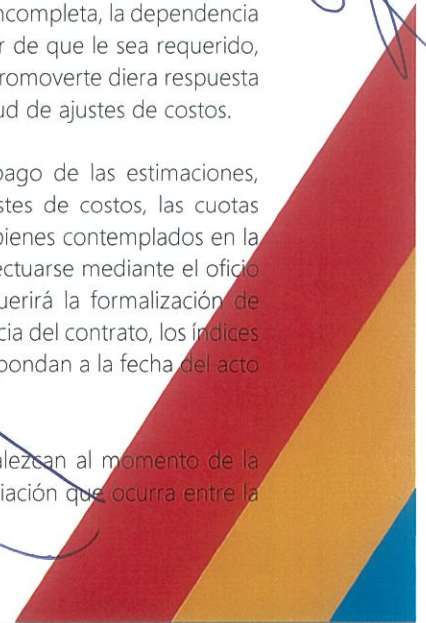 ncompleta, la dependencia
r de que le sea requerido,
romoverte diera respuesta
ud de ajustes de costos.
pago de las estimaciones,
stes de costos, las cuotas
bienes contemplados en la
ectuarse mediante el oficio
uerirá la formalización de
cia del contrato, los índices
pondan a la fecha del acto
alezcan al momento de la
iación que ocurra entre la